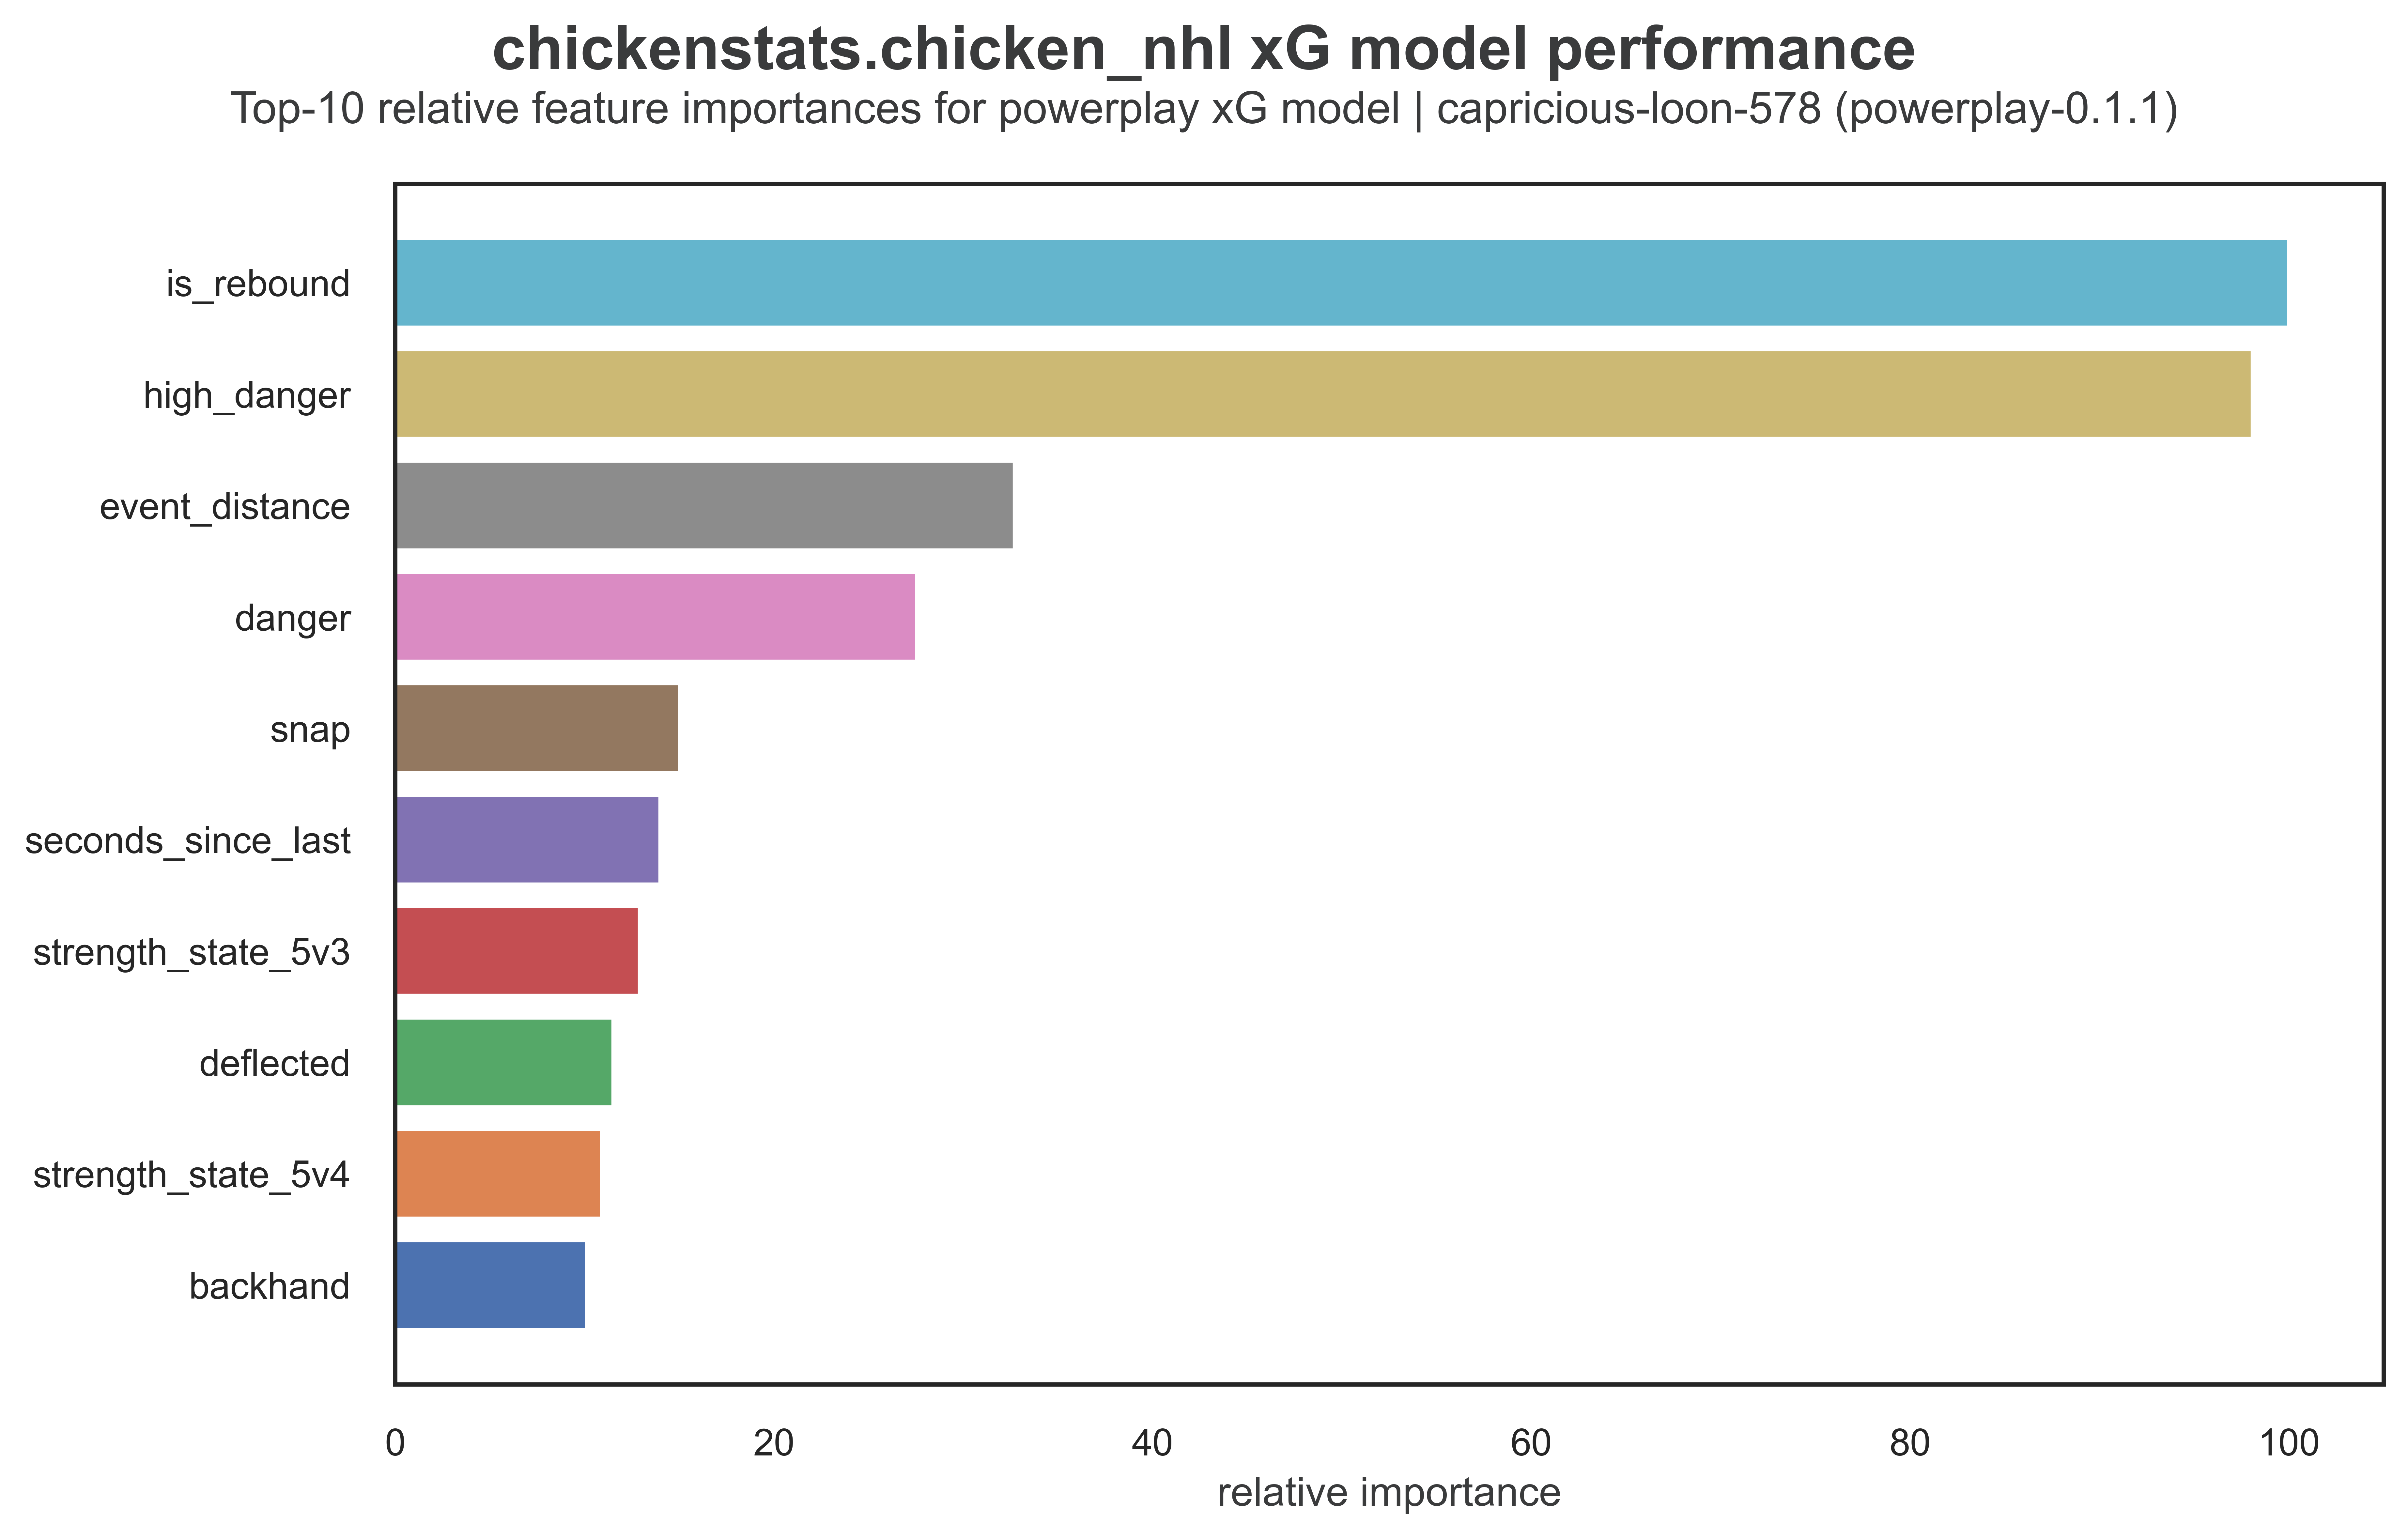 chickenstats.chicken_nhl xG model performance
Top-10 relative feature importances for powerplay xG model | capricious-loon-578 (powerplay-0.1.1)
is_rebound
high_danger
event_distance
danger
snap
seconds_since_last
strength_state_5v3
deflected
strength_state_5v4
backhand
0 20 40 60 80 100
relative importance